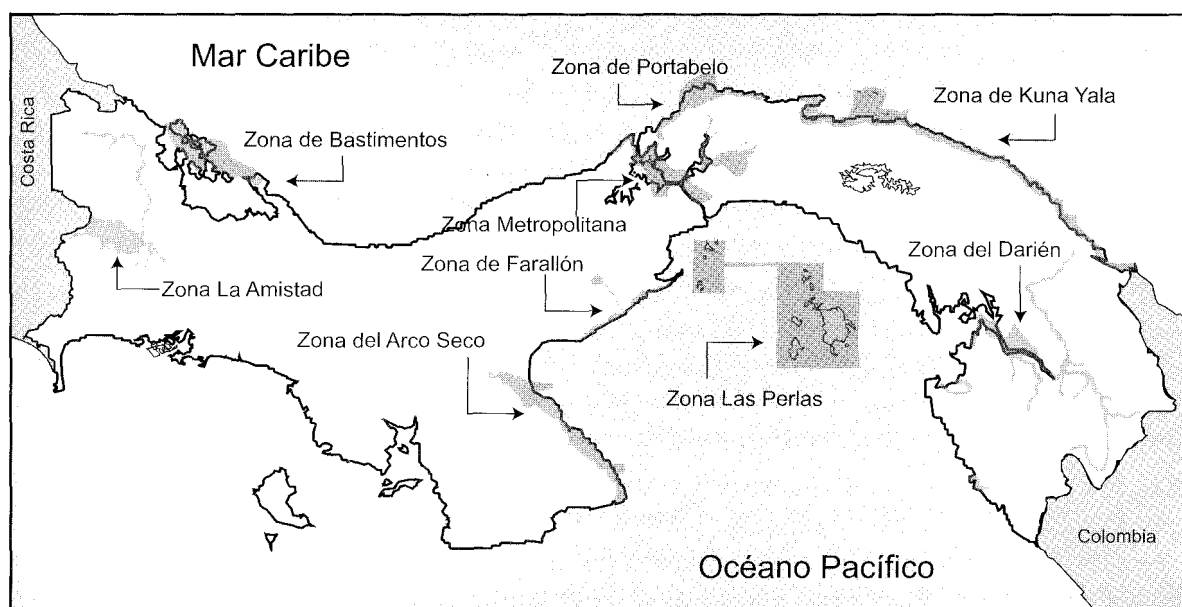 Mar Caribe
Zona de Portabelo
Zona de Kuna Yala
Costa Rica
Zona de Bastimentos
Zona Metropolitana
Zona del Darién
Zona de Farallón
Zona La Amistad
Zona del Arco Seco
Zona Las Perlas
Colombia
Océano Pacífico